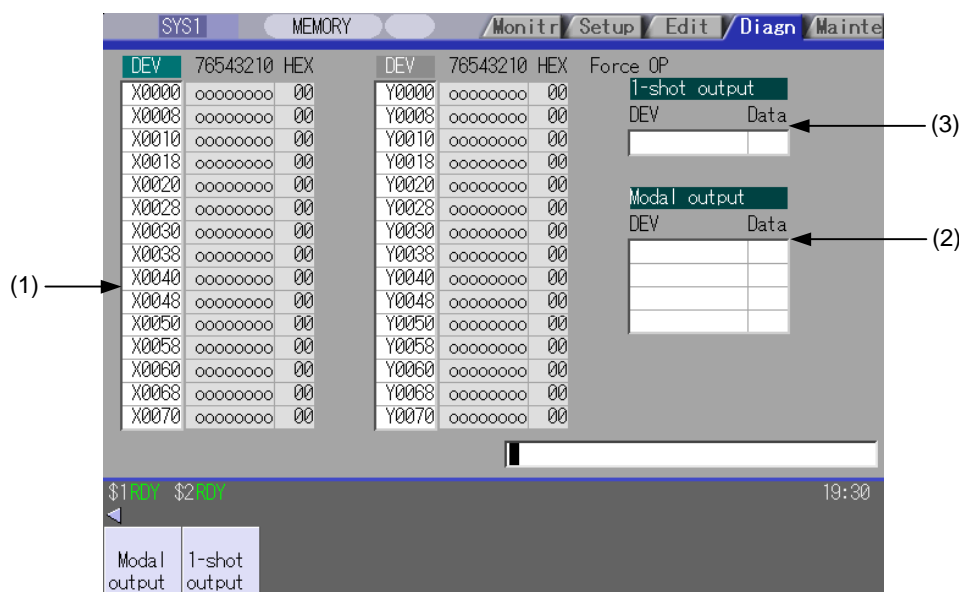 SYS1 MEMORY Monitr Setup Edit Diagn Mainte
DEV 76543210 HEX DEV 76543210 HEX Force OP
X0000 oooooooo 00 Y0000 oooooooo 00 1-shot output
X0008 oooooooo 00 Y0008 oooooooo 00 DEV Data (3)
X0010 oooooooo 00 Y0010 oooooooo 00
X0018 oooooooo 00 Y0018 oooooooo 00
X0020 oooooooo 00 Y0020 oooooooo 00
X0028 oooooooo 00 Y0028 oooooooo 00 Modal output
X0030 oooooooo 00 Y0030 oooooooo 00 DEV Data (2)
X0038 oooooooo 00 Y0038 oooooooo 00
(1) X0040 oooooooo 00 Y0040 oooooooo 00
X0048 oooooooo 00 Y0048 oooooooo 00
X0050 oooooooo 00 Y0050 oooooooo 00
X0058 oooooooo 00 Y0058 oooooooo 00
X0060 oooooooo 00 Y0060 oooooooo 00
X0068 oooooooo 00 Y0068 oooooooo 00
X0070 oooooooo 00 Y0070 oooooooo 00
$1RDY $2RDY 19:30
Modal 1-shot
output output